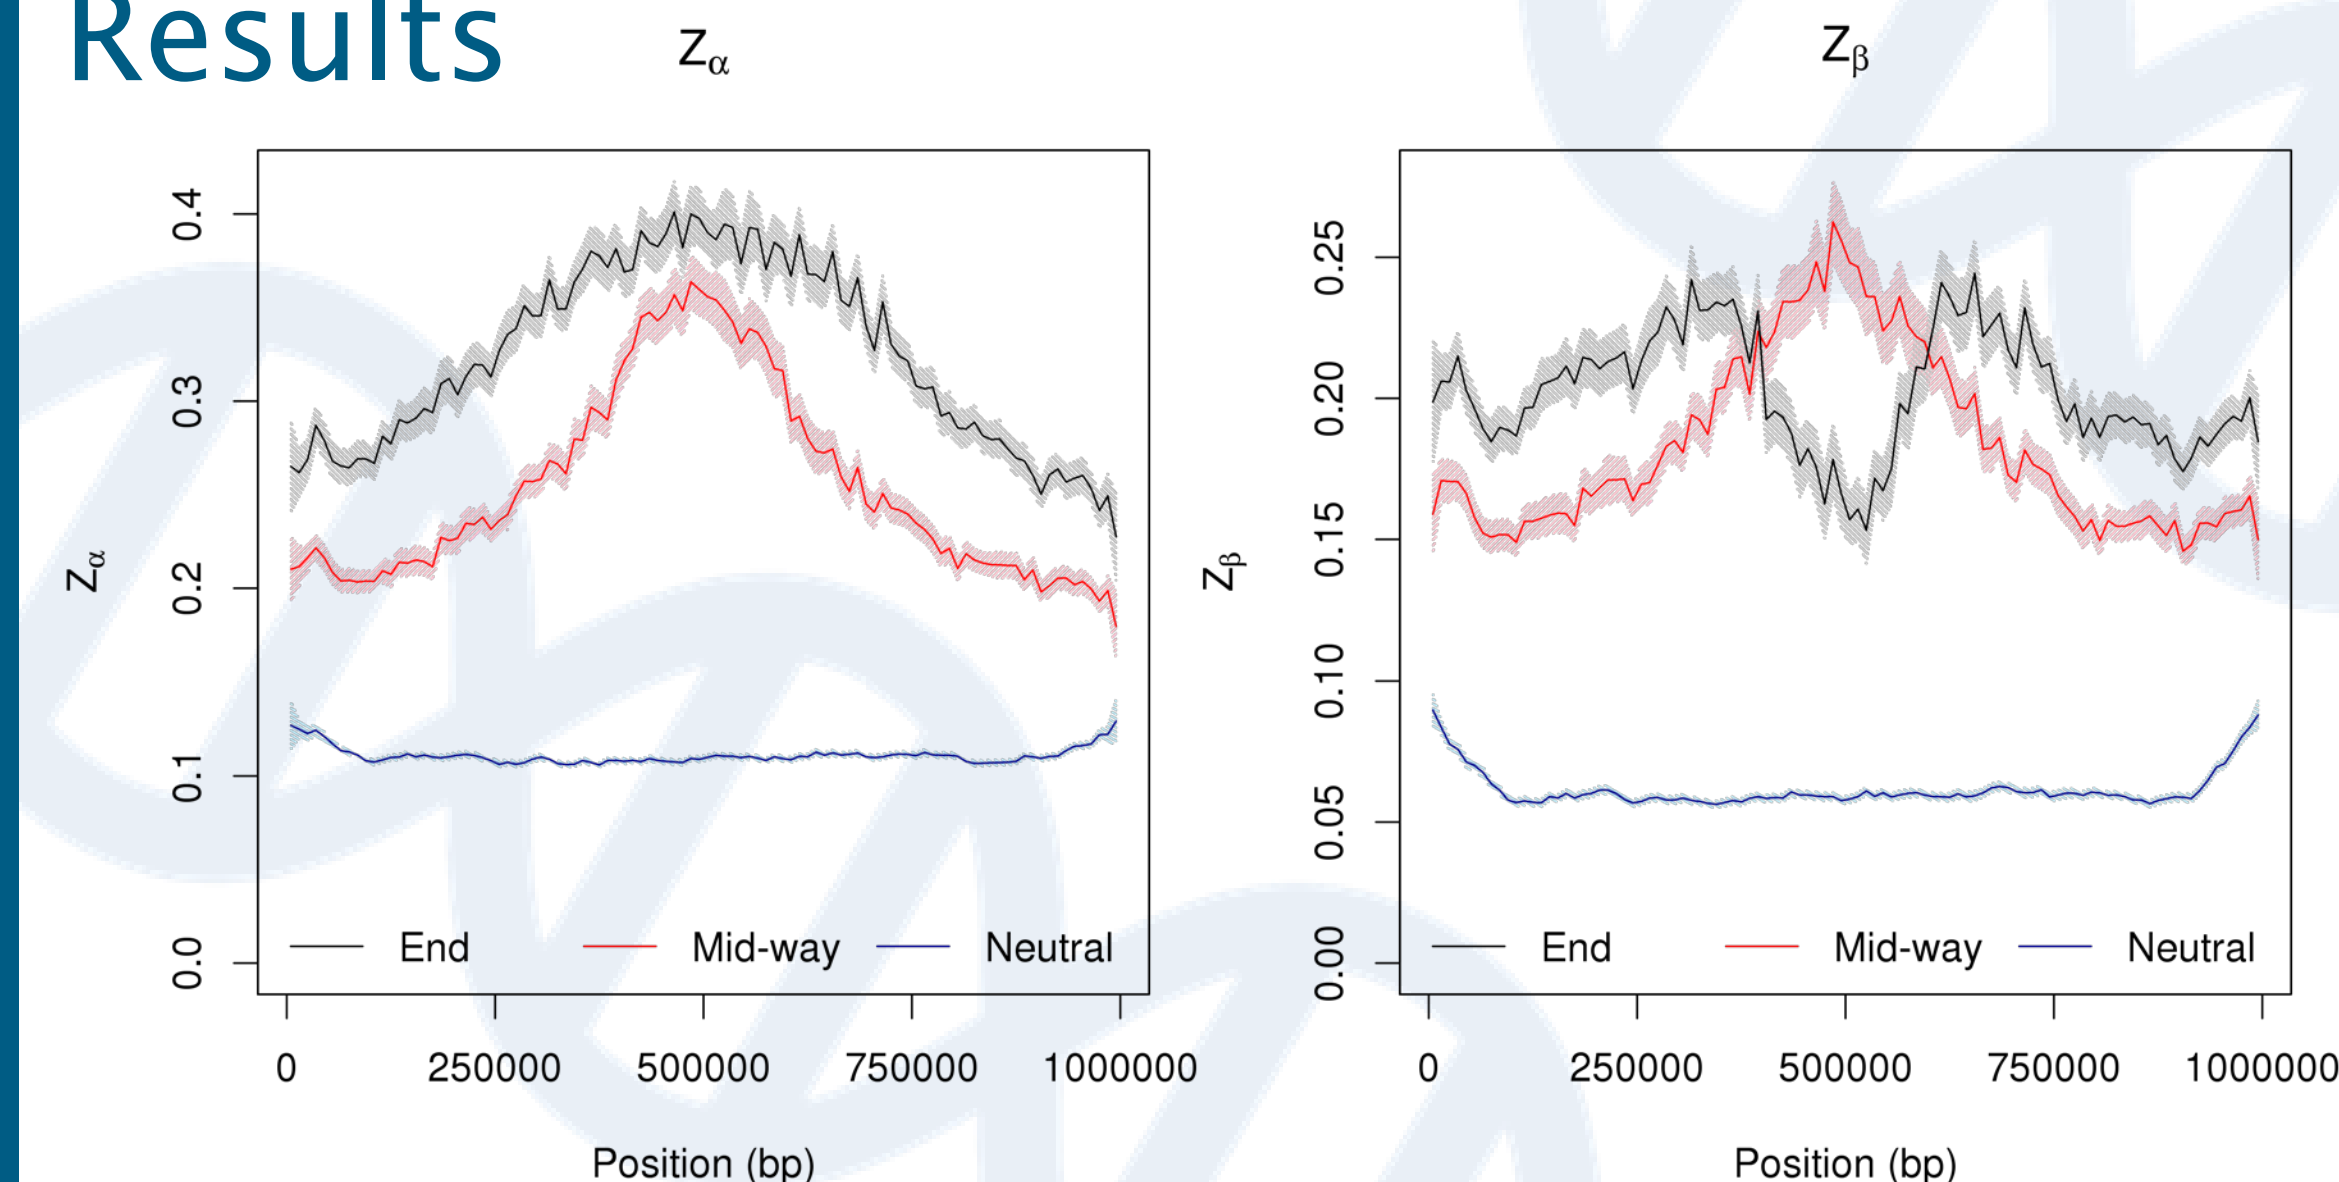 Results
Zα
Zα
0.4
0.3
0.2
0.1
0.0
End Mid-way Neutral
0 250000 500000 750000 1000000
Position (bp)
Zβ
Zβ
0.25
0.20
0.15
0.10
0.05
0.00
End Mid-way Neutral
0 250000 500000 750000 1000000
Position (bp)